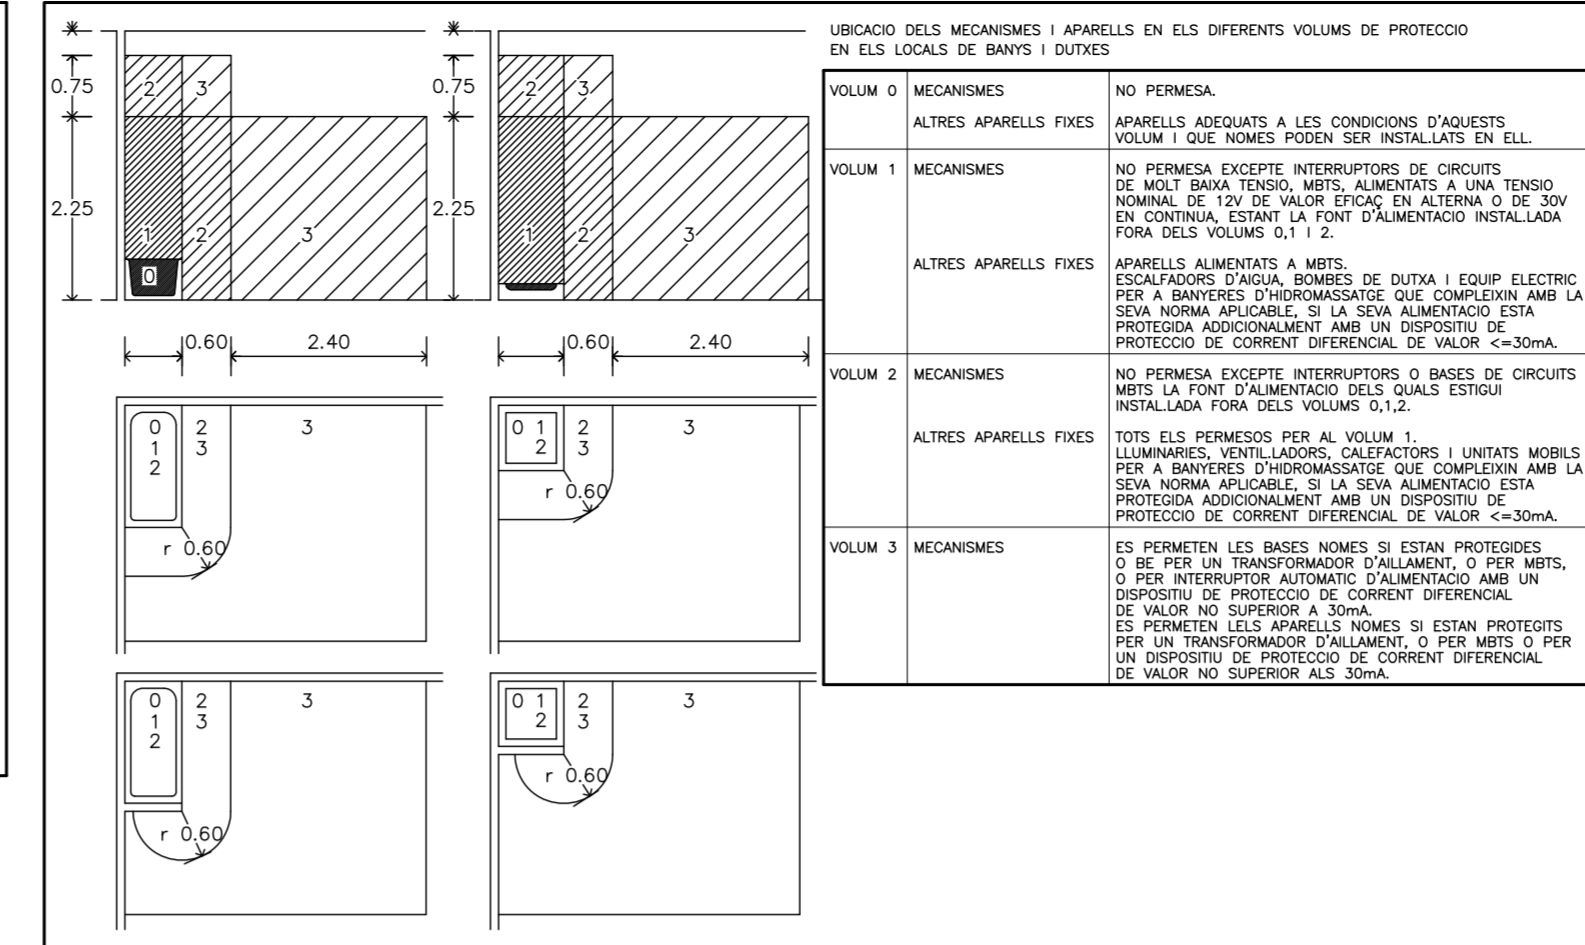 UBICACIO DELS MECANISMES I APARELLS EN ELS DIFERENTS VOLUMS DE PROTECCIO
EN ELS LOCALS DE BANYS I DUTXES
VOLUM 0 MECANISMES NO PERMESA.
ALTRES APARELLS FIXES APARELLS ADEQUATS A LES CONDICIONS D'AQUESTS
VOLUM I QUE NOMES PODEN SER INSTAL.LATS EN ELL.
VOLUM 1 MECANISMES NO PERMESA EXCEPTE INTERRUPTORS DE CIRCUITS
DE MOLT BAIXA TENSIO, MBTS, ALIMENTATS A UNA TENSIO
NOMINAL DE 12V DE VALOR EFICAÇ EN ALTERNA O DE 30V
EN CONTINUA, ESTANT LA FONT D'ALIMENTACIO INSTAL.LADA
FORA DELS VOLUMS 0,1 I 2.
ALTRES APARELLS FIXES APARELLS ALIMENTATS A MBTS.
ESCALFADORS D'AIGUA, BOMBES DE DUTXA I EQUIP ELECTRIC
PER A BANYERES D'HIDROMASSATGE QUE COMPLEIXIN AMB LA
SEVA NORMA APLICABLE, SI LA SEVA ALIMENTACIO ESTA
PROTEGIDA ADDICIONALMENT AMB UN DISPOSITIU DE
PROTECCIO DE CORRENT DIFERENCIAL DE VALOR <=30mA.
VOLUM 2 MECANISMES NO PERMESA EXCEPTE INTERRUPTORS O BASES DE CIRCUITS
MBTS LA FONT D'ALIMENTACIO DELS QUALS ESTIGUI
INSTAL.LADA FORA DELS VOLUMS 0,1,2.
ALTRES APARELLS FIXES TOTS ELS PERMESOS PER AL VOLUM 1.
LLUMINARIES, VENTIL.LADORS, CALEFACTORS I UNITATS MOBILS
PER A BANYERES D'HIDROMASSATGE QUE COMPLEIXIN AMB LA
SEVA NORMA APLICABLE, SI LA SEVA ALIMENTACIO ESTA
PROTEGIDA ADDICIONALMENT AMB UN DISPOSITIU DE
PROTECCIO DE CORRENT DIFERENCIAL DE VALOR <=30mA.
VOLUM 3 MECANISMES ES PERMETEN LES BASES NOMES SI ESTAN PROTEGIDES
O BE PER UN TRANSFORMADOR D'AILLAMENT, O PER MBTS,
O PER INTERRUPTOR AUTOMATIC D'ALIMENTACIO AMB UN
DISPOSITIU DE PROTECCIO DE CORRENT DIFERENCIAL
DE VALOR NO SUPERIOR A 30mA.
ES PERMETEN LELS APARELLS NOMES SI ESTAN PROTEGITS
PER UN TRANSFORMADOR D'AILLAMENT, O PER MBTS O PER
UN DISPOSITIU DE PROTECCIO DE CORRENT DIFERENCIAL
DE VALOR NO SUPERIOR ALS 30mA.
0.75 2 3
2.25 1 2 3
0
0.60 2.40
0.75 2 3
2.25 1 2 3
0.60 2.40
0 2 3
1 3
2
r 0.60
0 1 2 3
2 3
r 0.60
0 2 3
1 3
2
r 0.60
0 1 2 3
2 3
r 0.60